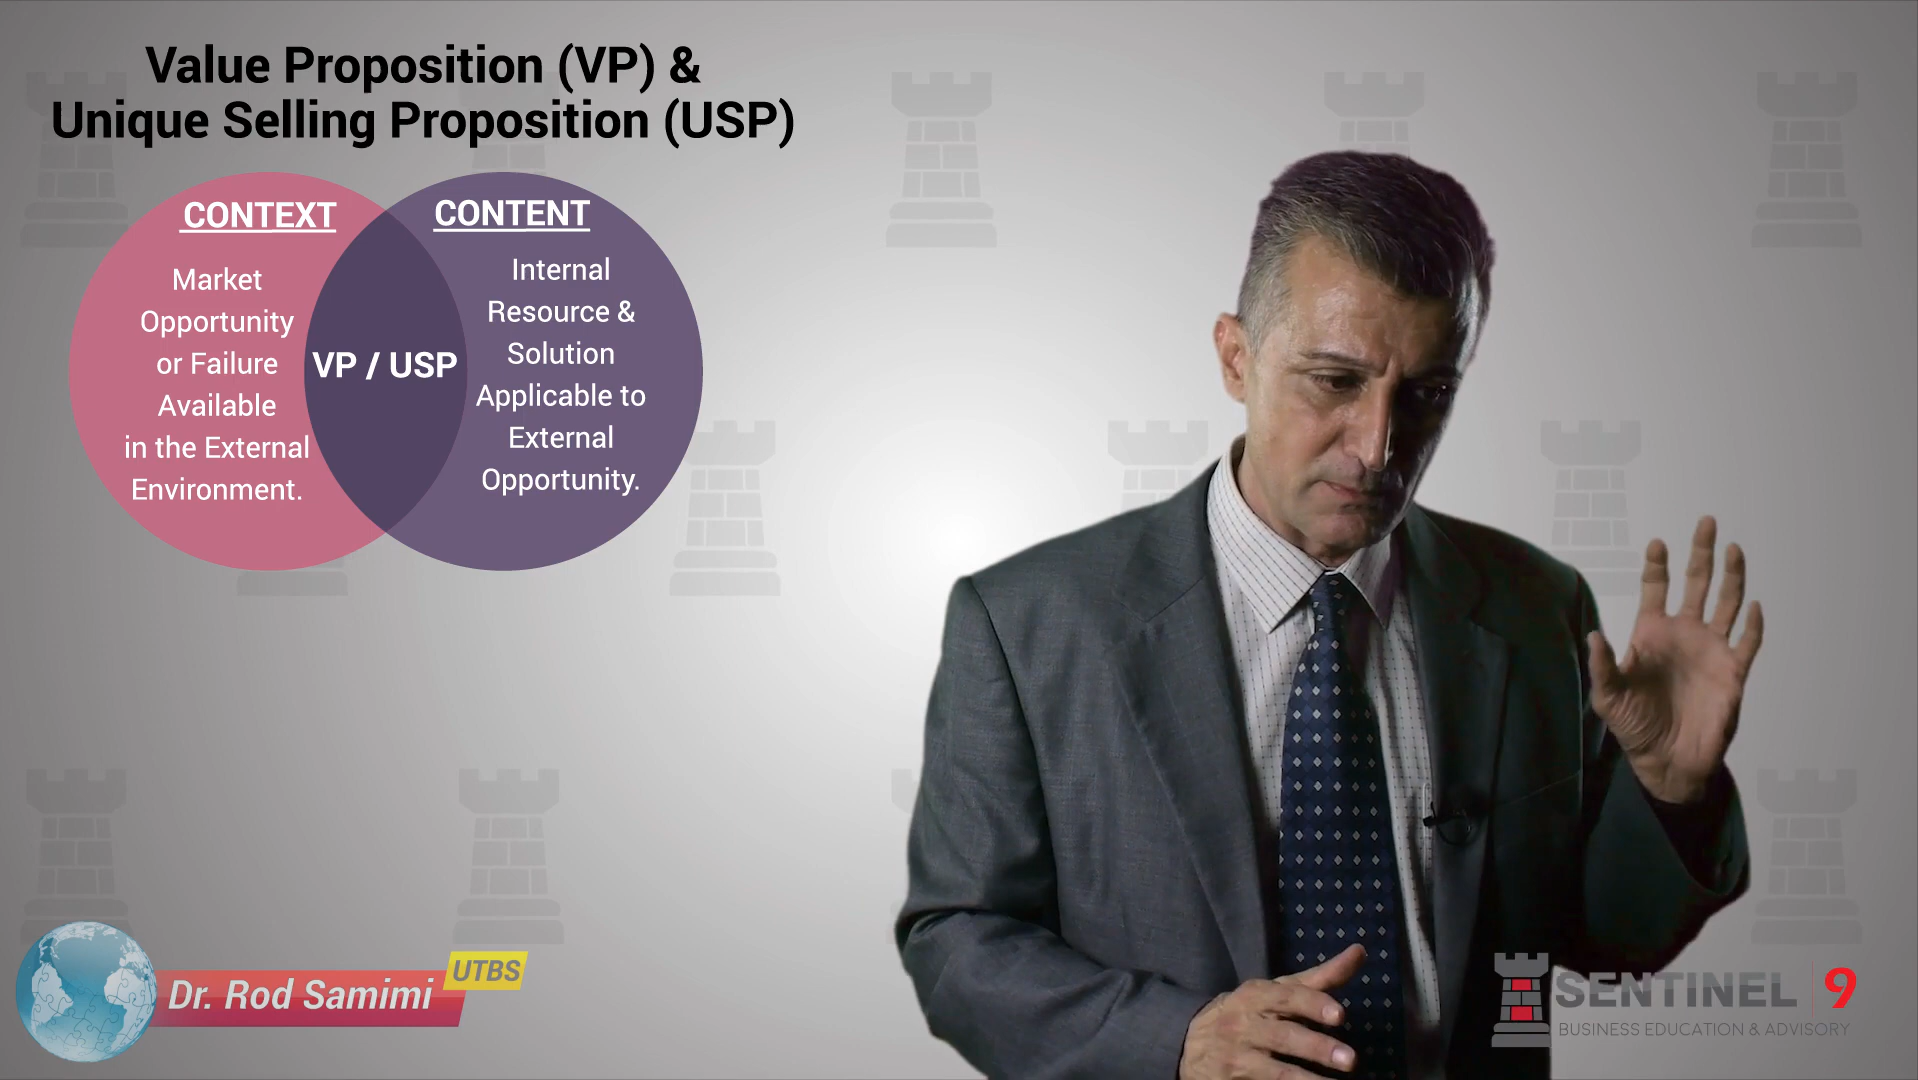 Value Proposition (VP) &
Unique Selling Proposition (USP)
CONTEXT
Market
Opportunity
or Failure
Available
in the External
Environment.
VP / USP
CONTENT
Internal
Resource &
Solution
Applicable to
External
Opportunity.
Dr. Rod Samimi
UTBS
SENTINEL 9
BUSINESS EDUCATION & ADVISORY